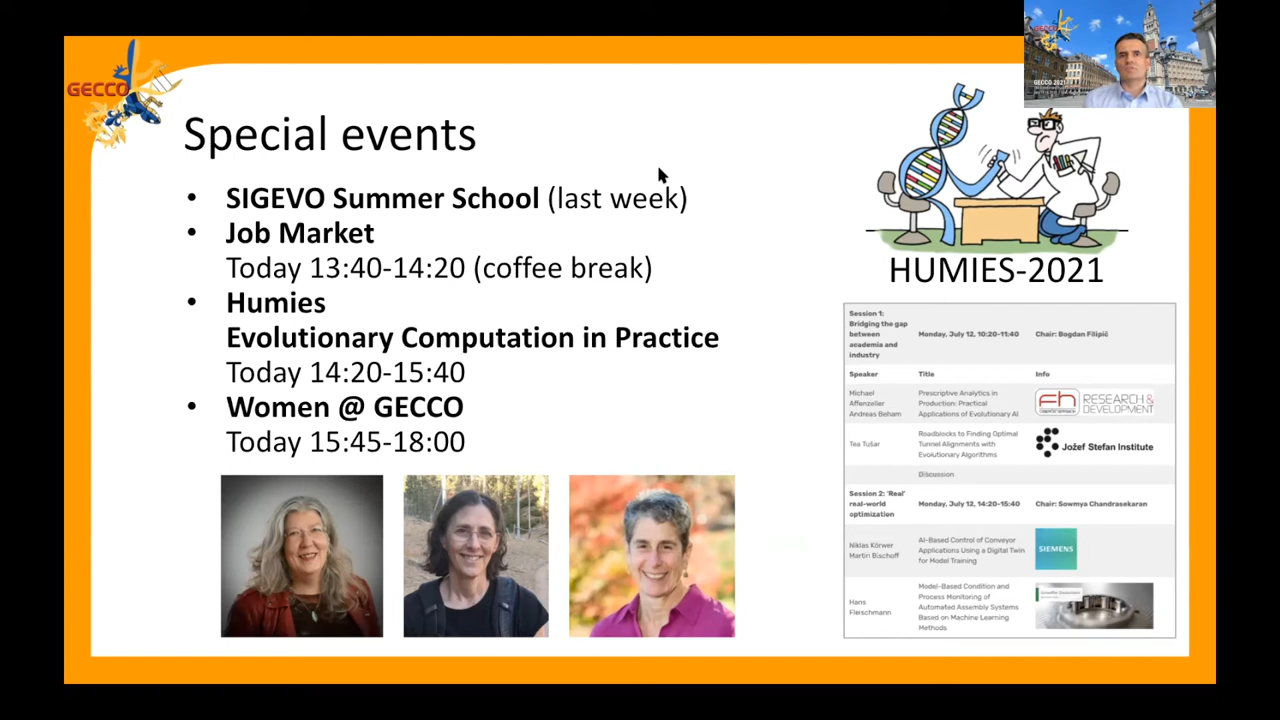 GECCO
GECCO
GECCO 2021
Special events
• SIGEVO Summer School (last week)
• Job Market
Today 13:40-14:20 (coffee break)
• Humies
Evolutionary Computation in Practice
Today 14:20-15:40
• Women @ GECCO
Today 15:45-18:00
HUMIES-2021
Session 1:
Bridging the gap
between
academia and
industry
Monday, July 12, 10:20-11:40
Chair: Bogdan Filipič
Speaker
Title
Info
Michael
Affenzeller
Andreas Beham
Prescriptive Analytics in
Production: Practical
Applications of Evolutionary AI
fh
RESEARCH &
DEVELOPMENT
Tea Tušar
Roadblocks to Finding Optimal
Tunnel Alignments with
Evolutionary Algorithms
Jožef Stefan Institute
Discussion
Session 2: 'Real'
real-world
optimization
Monday, July 12, 14:20-15:40
Chair: Sowmya Chandrasekaran
Niklas Körwer
Martin Bischoff
AI-Based Control of Conveyor
Applications Using a Digital Twin
for Model Training
SIEMENS
Hans
Fleischmann
Model-Based Condition and
Process Monitoring of
Automated Assembly Systems
Based on Machine Learning
Methods